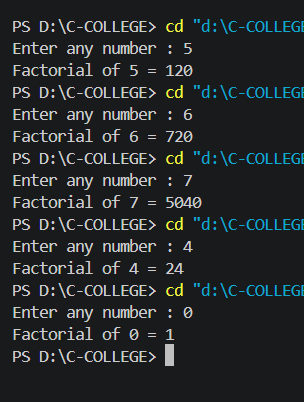 PS D:\C-COLLEGE> cd "d:\C-COLLEGE
Enter any number : 5
Factorial of 5 = 120
PS D:\C-COLLEGE> cd "d:\C-COLLEGE
Enter any number : 6
Factorial of 6 = 720
PS D:\C-COLLEGE> cd "d:\C-COLLEGE
Enter any number : 7
Factorial of 7 = 5040
PS D:\C-COLLEGE> cd "d:\C-COLLEGE
Enter any number : 4
Factorial of 4 = 24
PS D:\C-COLLEGE> cd "d:\C-COLLEGE
Enter any number : 0
Factorial of 0 = 1
PS D:\C-COLLEGE>